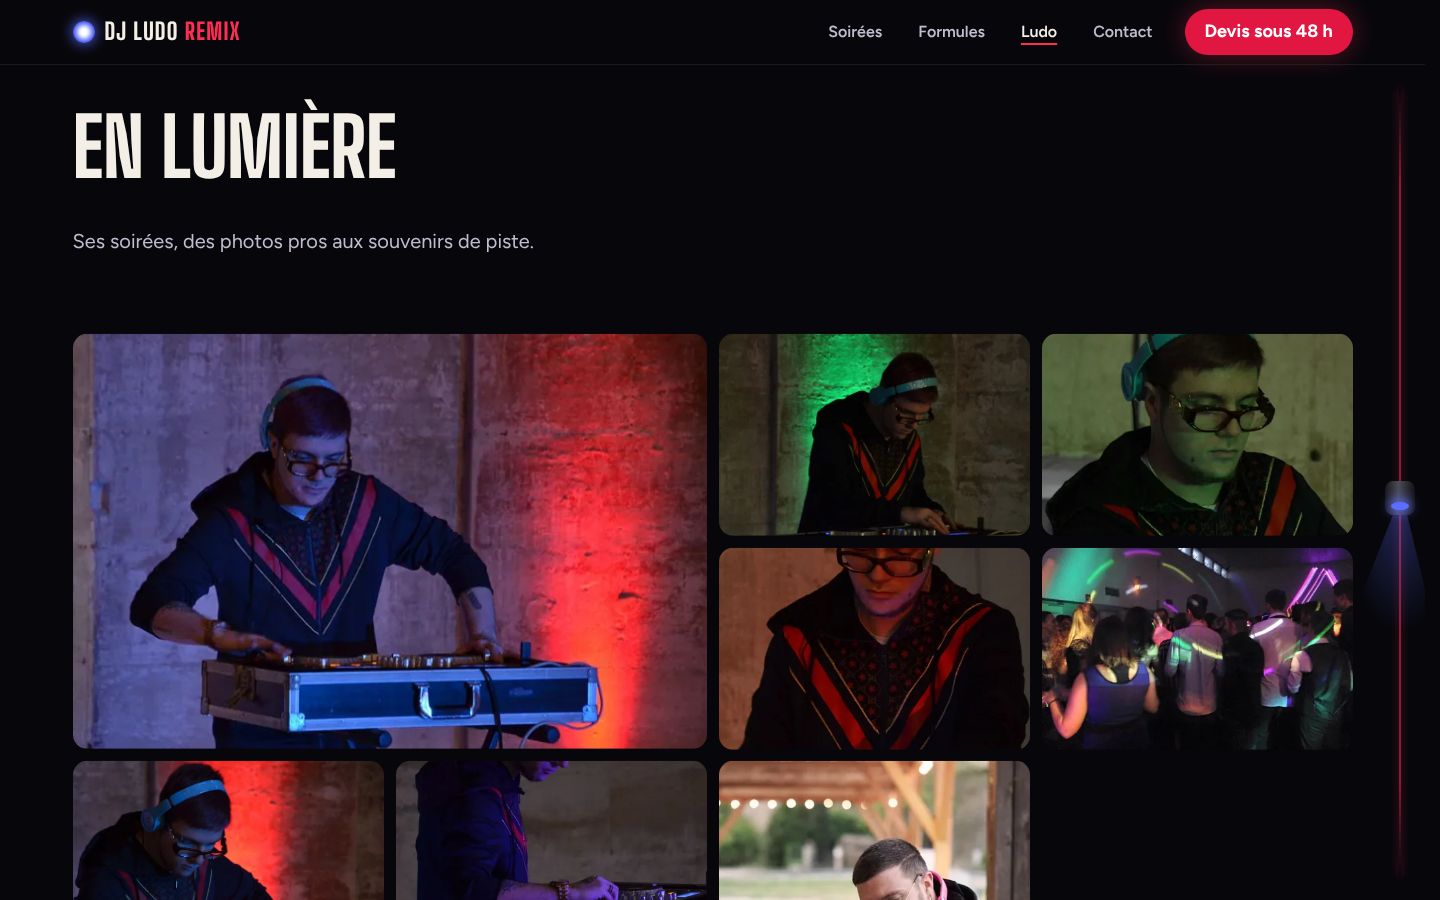 DJ LUDO REMIX
Soirées
Formules
Ludo
Contact
Devis sous 48 h
EN LUMIÈRE
Ses soirées, des photos pros aux souvenirs de piste.